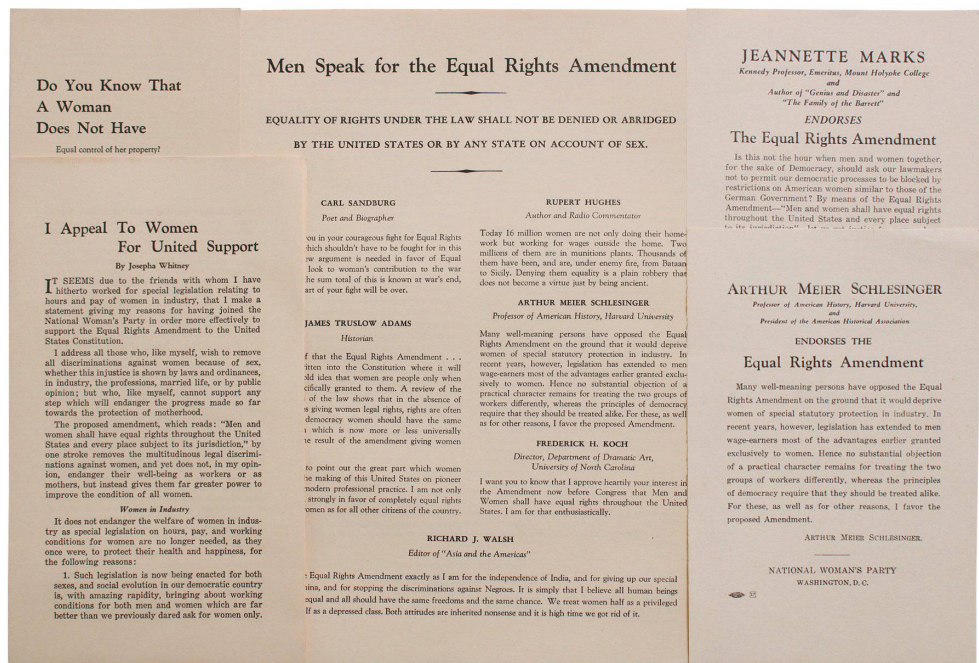 Do You Know That
A Woman
Does Not Have
Equal control of her property?
I Appeal To Women
For United Support
By Josepha Whitney
IT SEEMS due to the friends with whom I have
hitherto worked for special legislation relating to
hours and pay of women in industry, that I make a
statement giving my reasons for having joined the
National Woman's Party in order more effectively to
support the Equal Rights Amendment to the United
States Constitution.
I address all those who, like myself, wish to remove
all discriminations against women because of sex,
whether this injustice is shown by laws and ordinances,
in industry, the professions, married life, or by public
opinion; but who, like myself, cannot support any
step which will endanger the progress made so far
towards the protection of motherhood.
The proposed amendment, which reads: "Men and
women shall have equal rights throughout the United
States and every place subject to its jurisdiction," by
one stroke removes the multitudinous legal discrimi-
nations against women, and yet does not, in my opin-
ion, endanger their well-being as workers or as
mothers, but instead gives them far greater power to
improve the condition of all women.
Women in Industry
It does not endanger the welfare of women in indus-
try as special legislation on hours, pay, and working
conditions for women are no longer needed, as they
once were, to protect their health and happiness, for
the following reasons:
1. Such legislation is now being enacted for both
sexes, and social evolution in our democratic country
is, with amazing rapidity, bringing about working
conditions for both men and women which are far
better than we previously dared ask for women only.
Men Speak for the Equal Rights Amendment
EQUALITY OF RIGHTS UNDER THE LAW SHALL NOT BE DENIED OR ABRIDGED
BY THE UNITED STATES OR BY ANY STATE ON ACCOUNT OF SEX.
CARL SANDBURG
Poet and Biographer
ou in your courageous fight for Equal Rights
hich shouldn't have to be fought for in this
w argument is needed in favor of Equal
look to woman's contribution to the war
he sum total of this is known at war's end,
art of your fight will be over.
JAMES TRUSLOW ADAMS
Historian
f that the Equal Rights Amendment . . .
itten into the Constitution where it will
old idea that women are people only when
cifically granted to them. A review of the
of the law shows that in the absence of
s giving women legal rights, rights are often
democracy women should have the same
which is now more or less universally
e result of the amendment giving women
to point out the great part which women
he making of this United States on pioneer
modern professional practice. I am not only
strongly in favor of completely equal rights
omen as for all other citizens of the country.
RUPERT HUGHES
Author and Radio Commentator
Today 16 million women are not only doing their home-
work but working for wages outside the home. Two
millions of them are in munitions plants. Thousands of
them have been, and are, under enemy fire, from Bataan
to Sicily. Denying them equality is a plain robbery that
does not become a virtue just by being ancient.
ARTHUR MEIER SCHLESINGER
Professor of American History, Harvard University
Many well-meaning persons have opposed the Equal
Rights Amendment on the ground that it would deprive
women of special statutory protection in industry. In
recent years, however, legislation has extended to men
wage-earners most of the advantages earlier granted exclu-
sively to women. Hence no substantial objection of a
practical character remains for treating the two groups of
workers differently, whereas the principles of democracy
require that they should be treated alike. For these, as well
as for other reasons, I favor the proposed Amendment.
FREDERICK H. KOCH
Director, Department of Dramatic Art,
University of North Carolina
I want you to know that I approve heartily your interest in
the Amendment now before Congress that Men and
Women shall have equal rights throughout the United
States. I am for that enthusiastically.
RICHARD J. WALSH
Editor of "Asia and the Americas"
Equal Rights Amendment exactly as I am for the independence of India, and for giving up our special
ina, and for stopping the discriminations against Negroes. It is simply that I believe all human beings
equal and all should have the same freedoms and the same chance. We treat women half as a privileged
lf as a depressed class. Both attitudes are inherited nonsense and it is high time we got rid of it.
JEANNETTE MARKS
Kennedy Professor, Emeritus, Mount Holyoke College
and
Author of "Genius and Disaster" and
"The Family of the Barrett"
ENDORSES
The Equal Rights Amendment
Is this not the hour when men and women together,
for the sake of Democracy, should ask our lawmakers
not to permit our democratic processes to be blocked by
restrictions on American women similar to those of the
German Government? By means of the Equal Rights
Amendment—"Men and women shall have equal rights
throughout the United States and every place subject
to its jurisdiction"
ARTHUR MEIER SCHLESINGER
Professor of American History, Harvard University,
and
President of the American Historical Association
ENDORSES THE
Equal Rights Amendment
Many well-meaning persons have opposed the Equal
Rights Amendment on the ground that it would deprive
women of special statutory protection in industry. In
recent years, however, legislation has extended to men
wage-earners most of the advantages earlier granted
exclusively to women. Hence no substantial objection
of a practical character remains for treating the two
groups of workers differently, whereas the principles
of democracy require that they should be treated alike.
For these, as well as for other reasons, I favor the
proposed Amendment.
ARTHUR MEIER SCHLESINGER.
NATIONAL WOMAN'S PARTY
WASHINGTON, D. C.